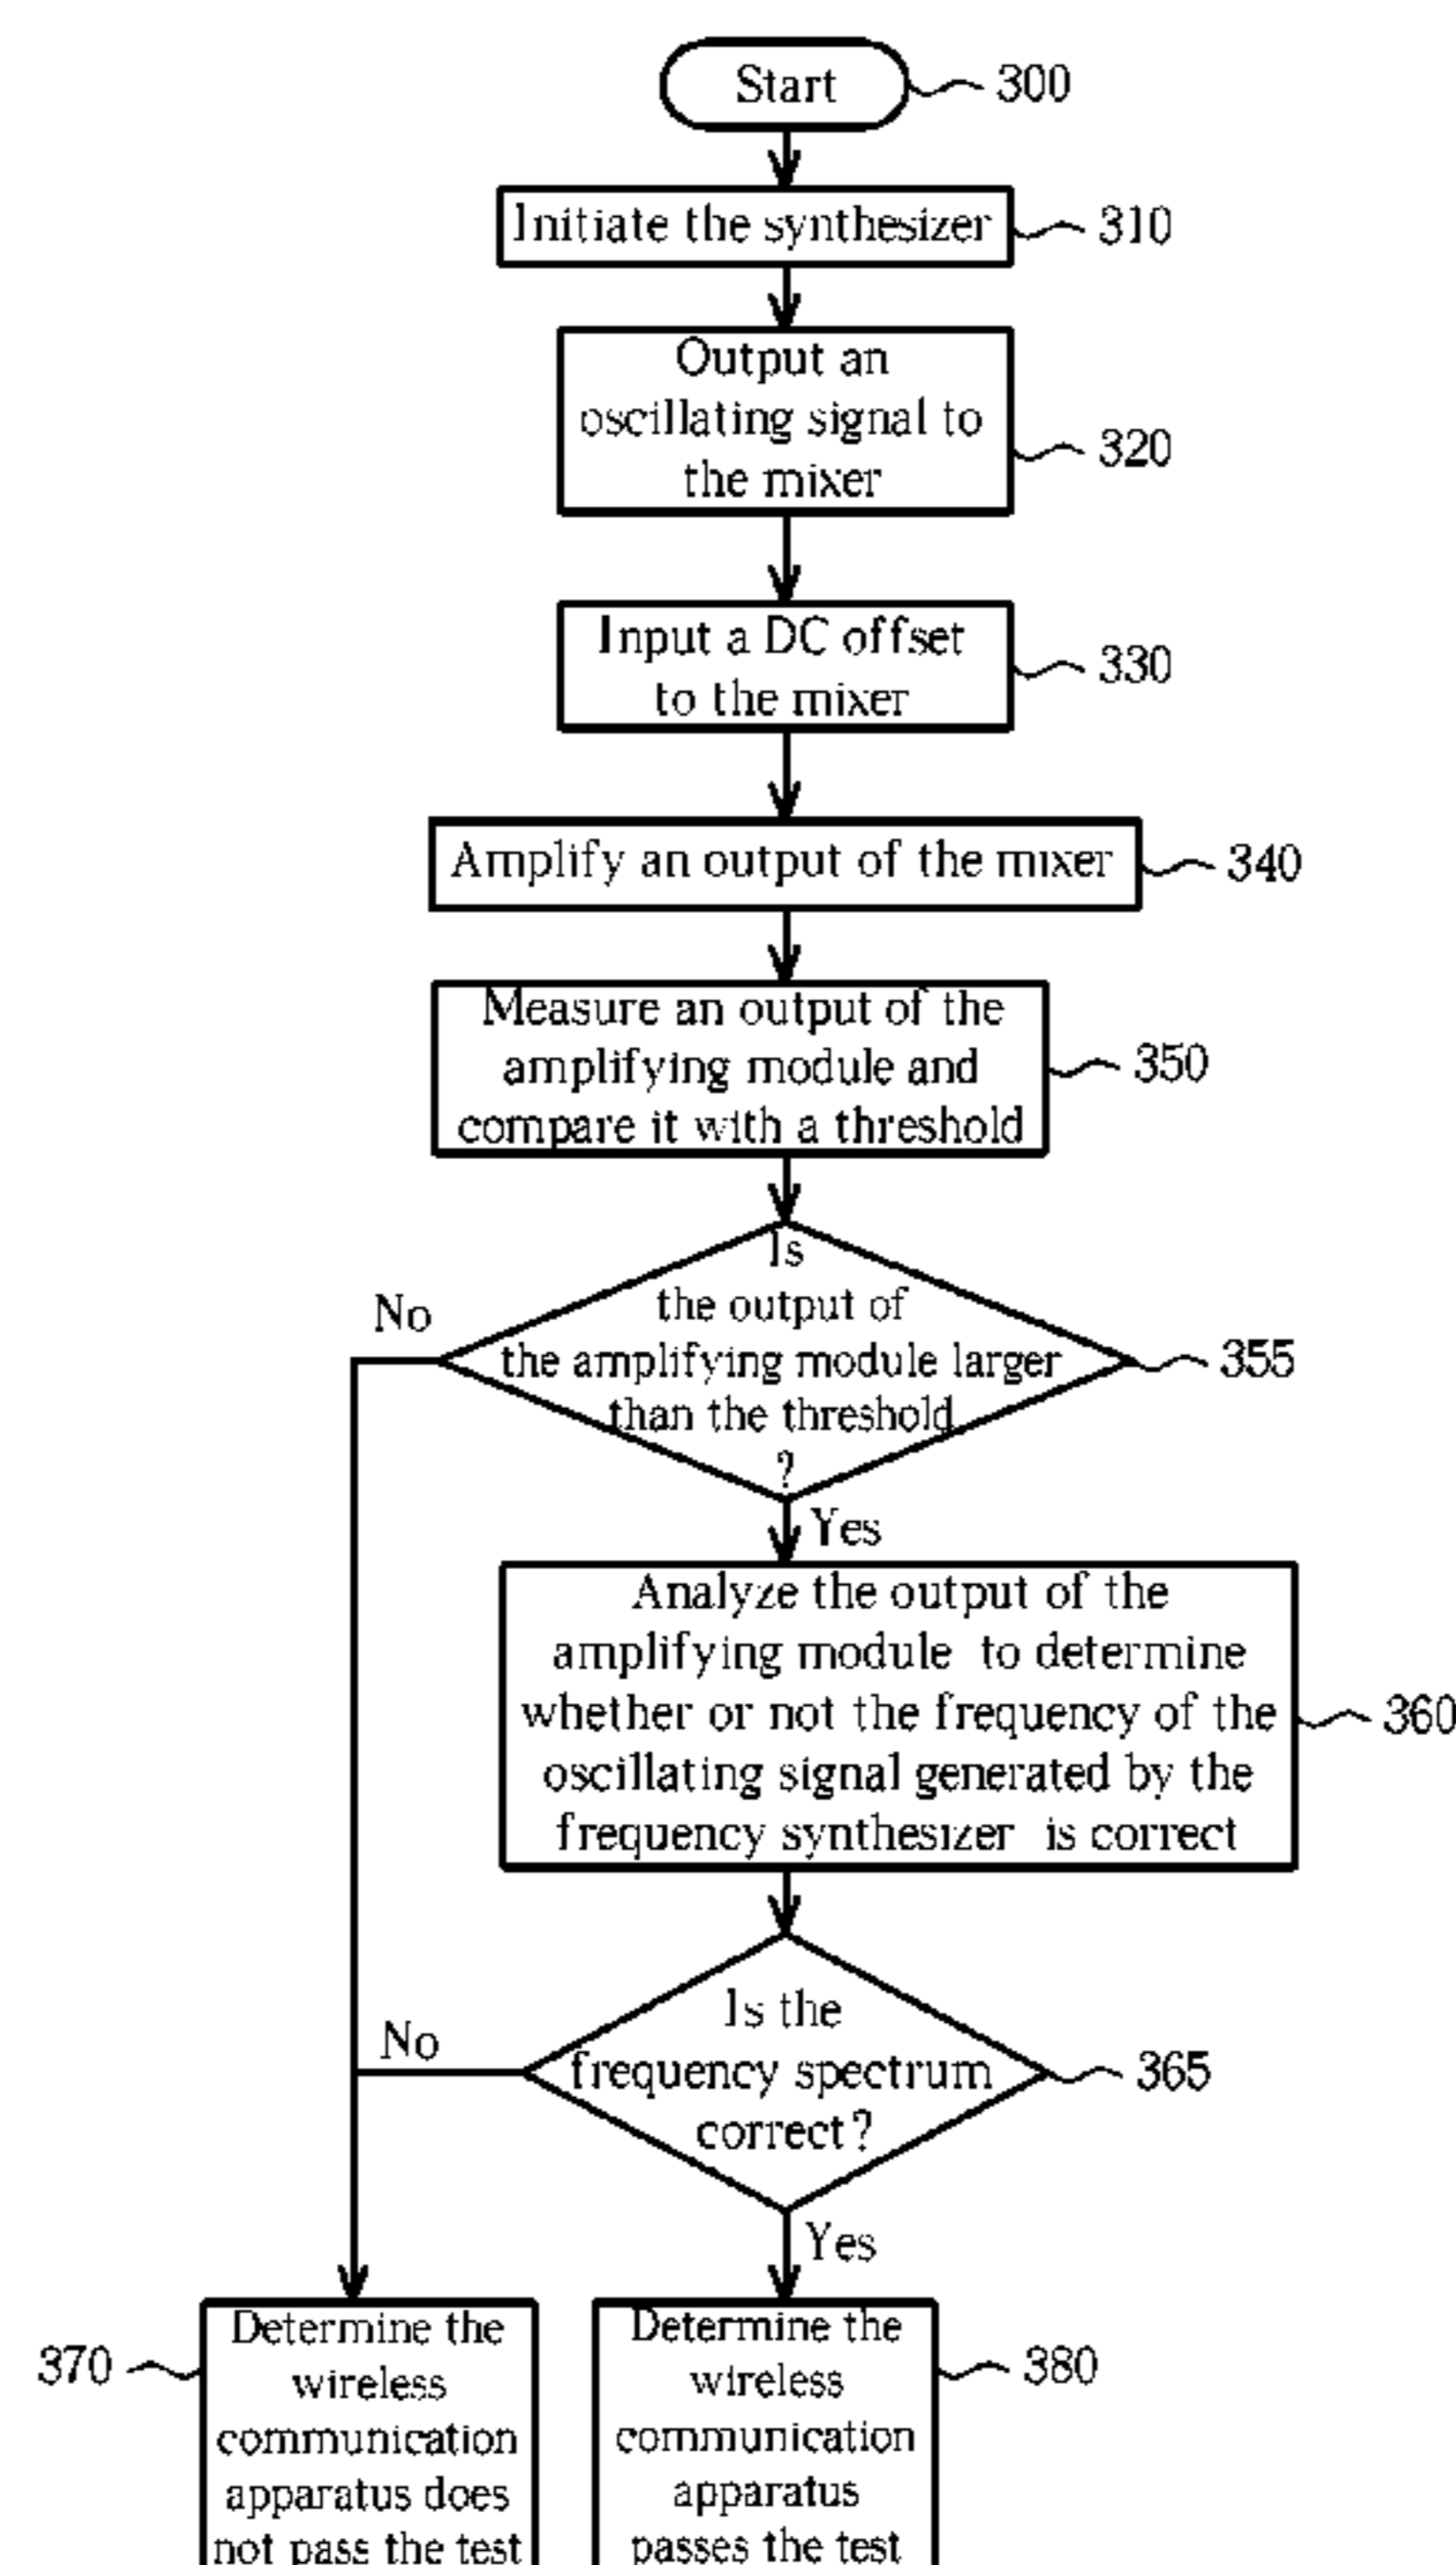 Start
300
Initiate the synthesizer
310
Output an
oscillating signal to
the mixer
320
Input a DC offset
to the mixer
330
Amplify an output of the mixer
340
Measure an output of the
amplifying module and
compare it with a threshold
350
Is
the output of
the amplifying module larger
than the threshold
?
355
No
Yes
Analyze the output of the
amplifying module to determine
whether or not the frequency of the
oscillating signal generated by the
frequency synthesizer is correct
360
Is the
frequency spectrum
correct?
365
No
Yes
370
Determine the
wireless
communication
apparatus does
not pass the test
Determine the
wireless
communication
apparatus
passes the test
380